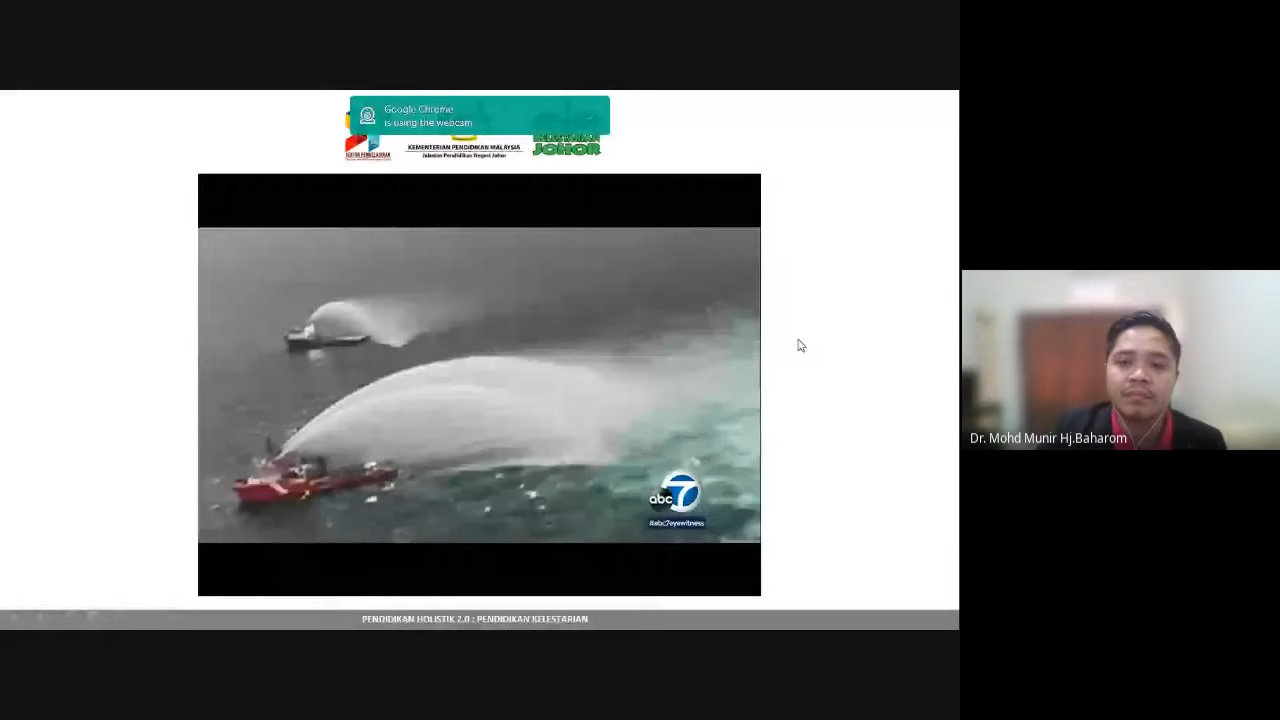 Google Chrome
is using the webcam
KEMENTERIAN PENDIDIKAN MALAYSIA
Jabatan Pendidikan Negeri Johor
JOHOR
abc 7
#abc7eyewitness
Dr. Mohd Munir Hj.Baharom
PENDIDIKAN HOLISTIK 2.0 : PENDIDIKAN KELESTARIAN